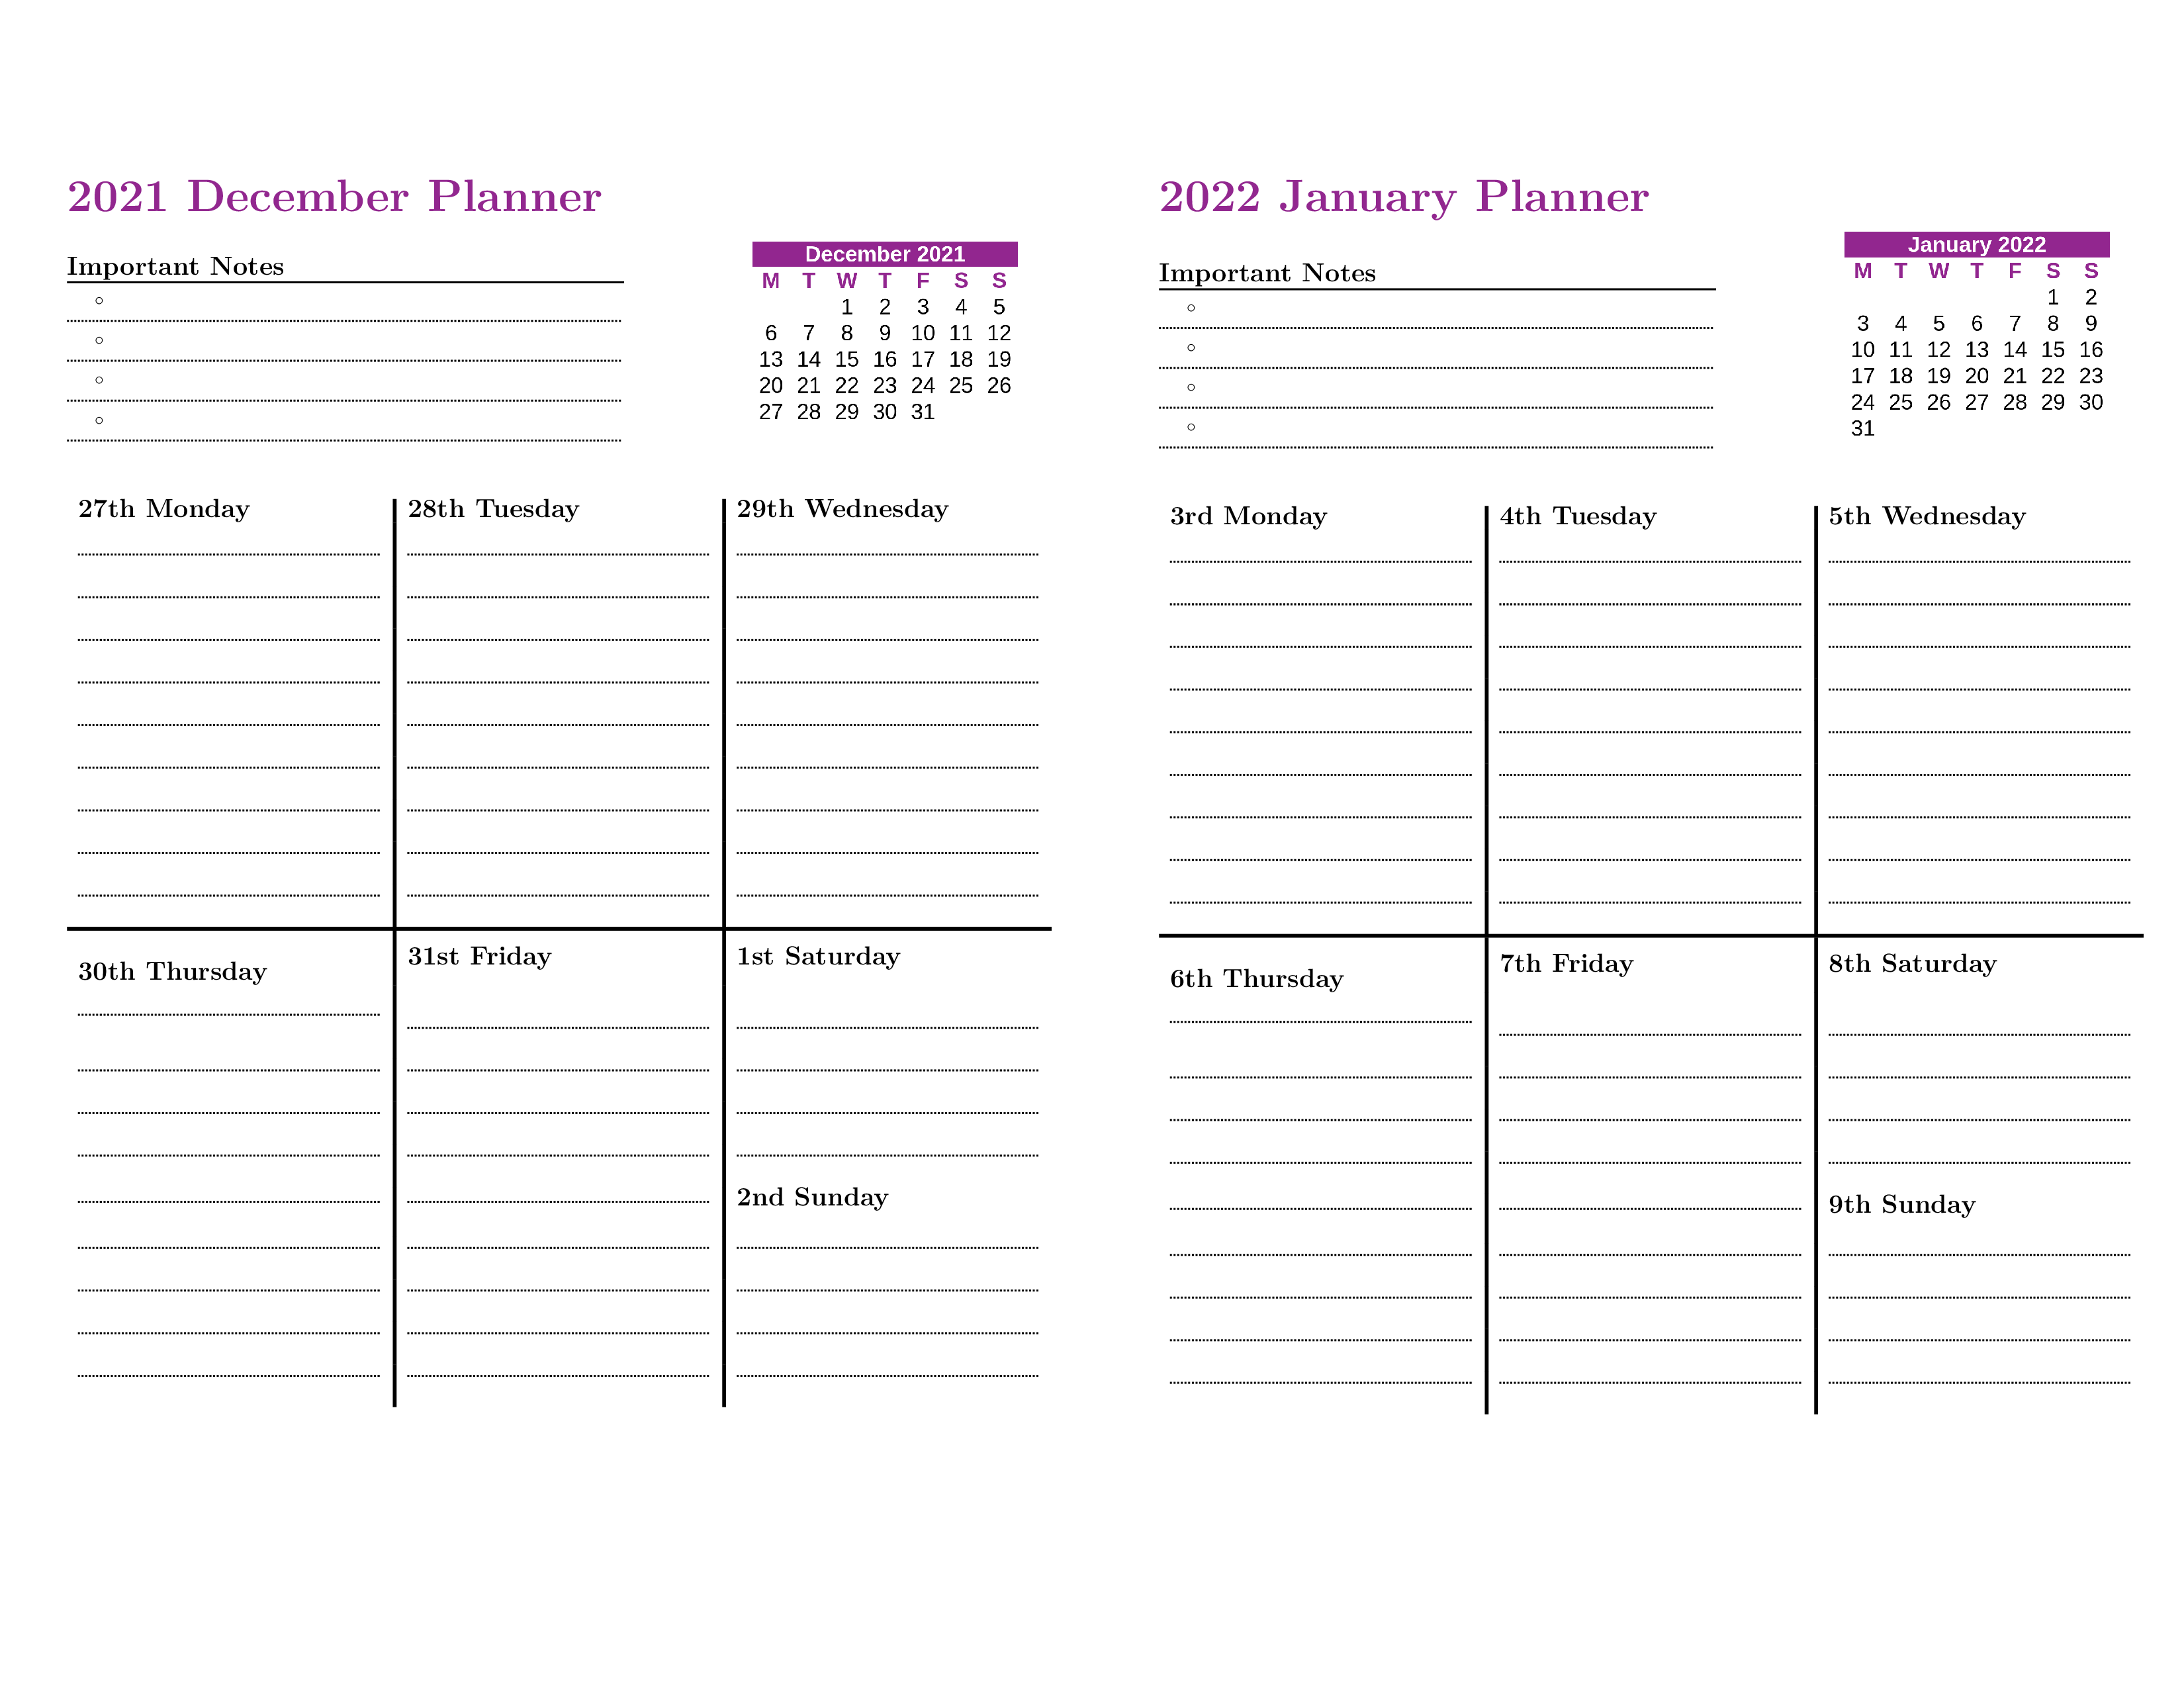 2021 December Planner
Important Notes
December 2021
M T W T F S S
1 2 3 4 5
6 7 8 9 10 11 12
13 14 15 16 17 18 19
20 21 22 23 24 25 26
27 28 29 30 31
27th Monday
28th Tuesday
29th Wednesday
30th Thursday
31st Friday
1st Saturday
2nd Sunday
2022 January Planner
Important Notes
January 2022
M T W T F S S
1 2
3 4 5 6 7 8 9
10 11 12 13 14 15 16
17 18 19 20 21 22 23
24 25 26 27 28 29 30
31
3rd Monday
4th Tuesday
5th Wednesday
6th Thursday
7th Friday
8th Saturday
9th Sunday